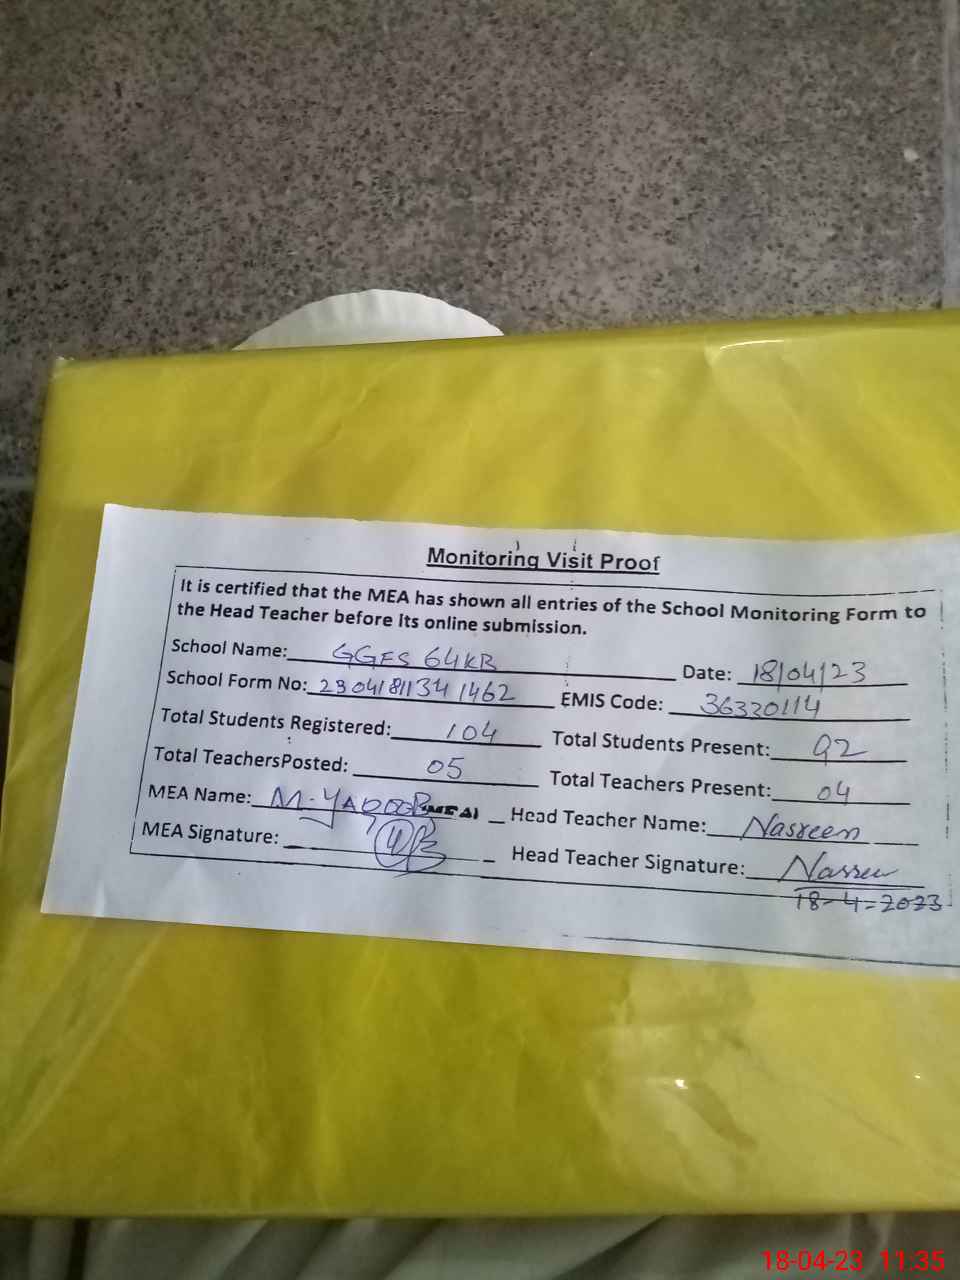 Monitoring Visit Proof
It is certified that the MEA has shown all entries of the School Monitoring Form to
the Head Teacher before its online submission.
School Name: GGES 64KB Date: 18/04/23
School Form No: 2304181134 1462 EMIS Code: 36320114
Total Students Registered: 104 Total Students Present: 92
Total TeachersPosted: 05 Total Teachers Present: 04
MEA Name: M-YAQOOB (MEA) Head Teacher Name: Nasreen
MEA Signature: Head Teacher Signature: Nasreen
18-4-2023
18-04-23 11:35